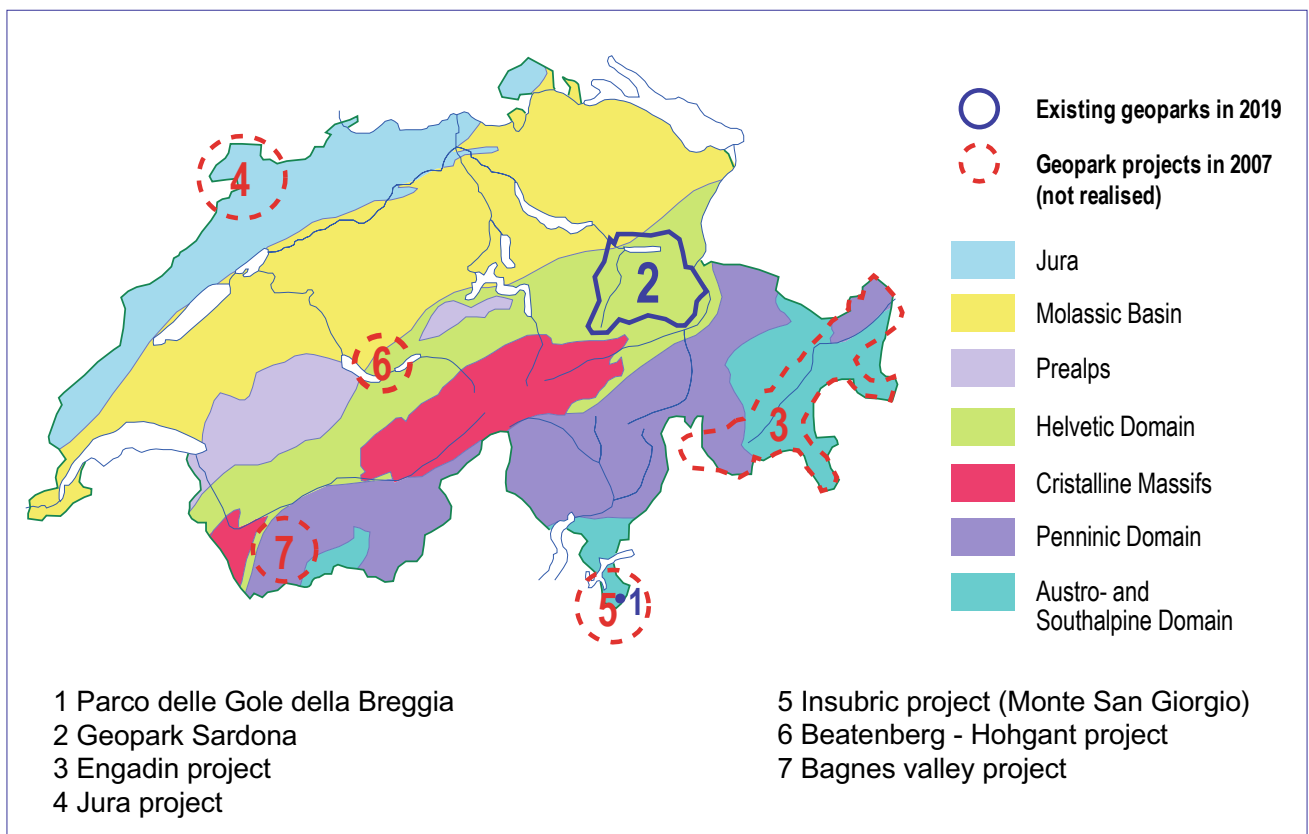 4
2
6
3
7
5
1
Existing geoparks in 2019
Geopark projects in 2007
(not realised)
Jura
Molassic Basin
Prealps
Helvetic Domain
Cristalline Massifs
Penninic Domain
Austro- and
Southalpine Domain
1 Parco delle Gole della Breggia
2 Geopark Sardona
3 Engadin project
4 Jura project
5 Insubric project (Monte San Giorgio)
6 Beatenberg - Hohgant project
7 Bagnes valley project